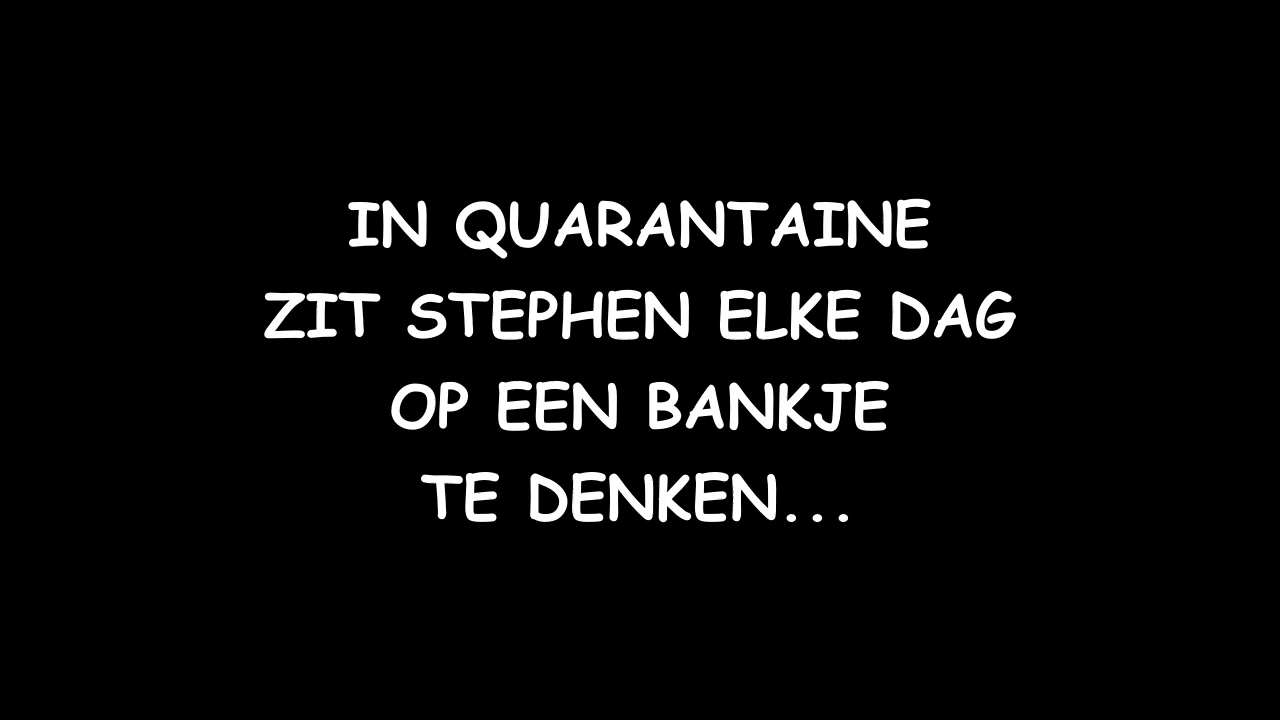 IN QUARANTAINE
ZIT STEPHEN ELKE DAG
OP EEN BANKJE
TE DENKEN...